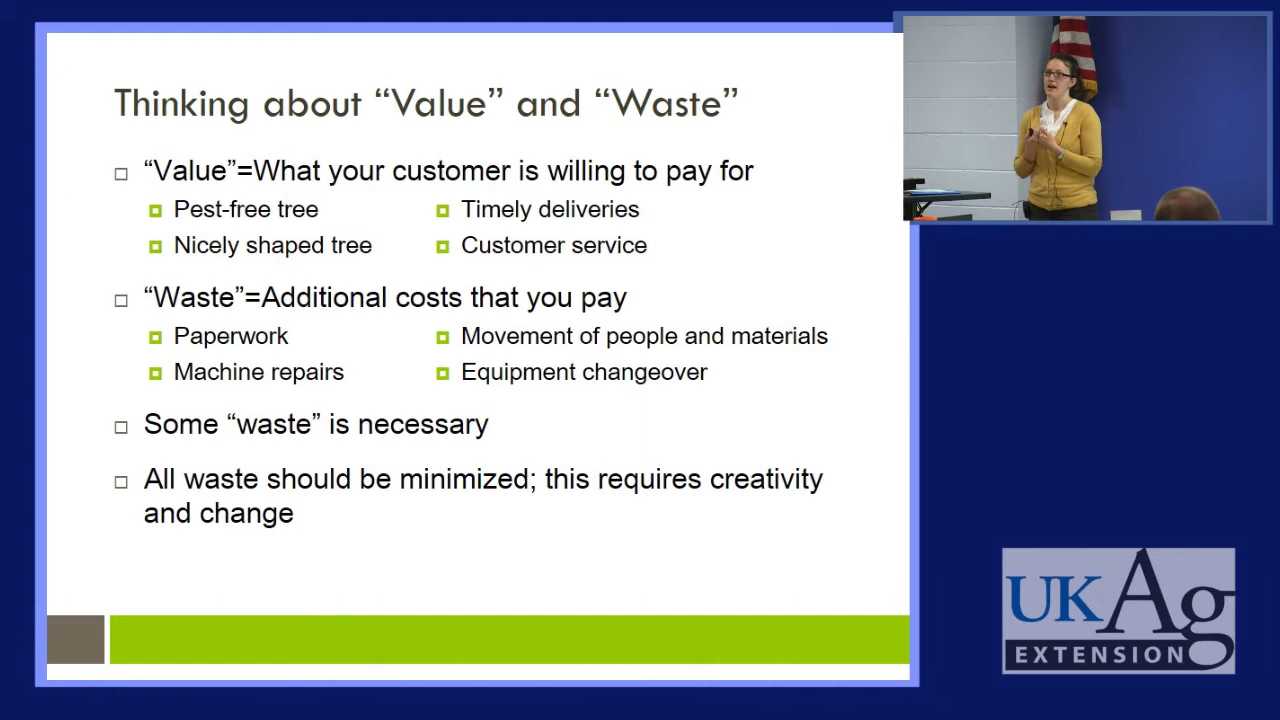 Thinking about “Value” and “Waste”
“Value”=What your customer is willing to pay for
Pest-free tree
Timely deliveries
Nicely shaped tree
Customer service
“Waste”=Additional costs that you pay
Paperwork
Movement of people and materials
Machine repairs
Equipment changeover
Some “waste” is necessary
All waste should be minimized; this requires creativity
and change
UKAg
EXTENSION